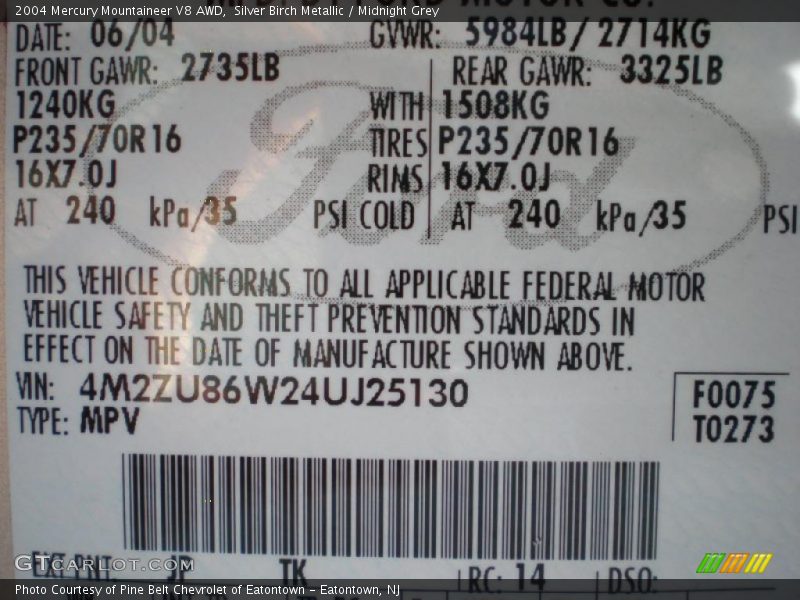 2004 Mercury Mountaineer V8 AWD, Silver Birch Metallic / Midnight Grey
DATE: 06/04 GVWR: 5984LB / 2714KG
FRONT GAWR: 2735LB REAR GAWR: 3325LB
1240KG WITH 1508KG
P235/70R16 TIRES P235/70R16
16X7.0J RIMS 16X7.0J
AT 240 kPa/35 PSI COLD AT 240 kPa/35 PSI
Ford
THIS VEHICLE CONFORMS TO ALL APPLICABLE FEDERAL MOTOR
VEHICLE SAFETY AND THEFT PREVENTION STANDARDS IN
EFFECT ON THE DATE OF MANUFACTURE SHOWN ABOVE.
VIN: 4M2ZU86W24UJ25130
F0075
TYPE: MPV
T0273
EXT PNT: JP TK RC: 14 DSO:
GTCarLot.com
Photo Courtesy of Pine Belt Chevrolet of Eatontown - Eatontown, NJ